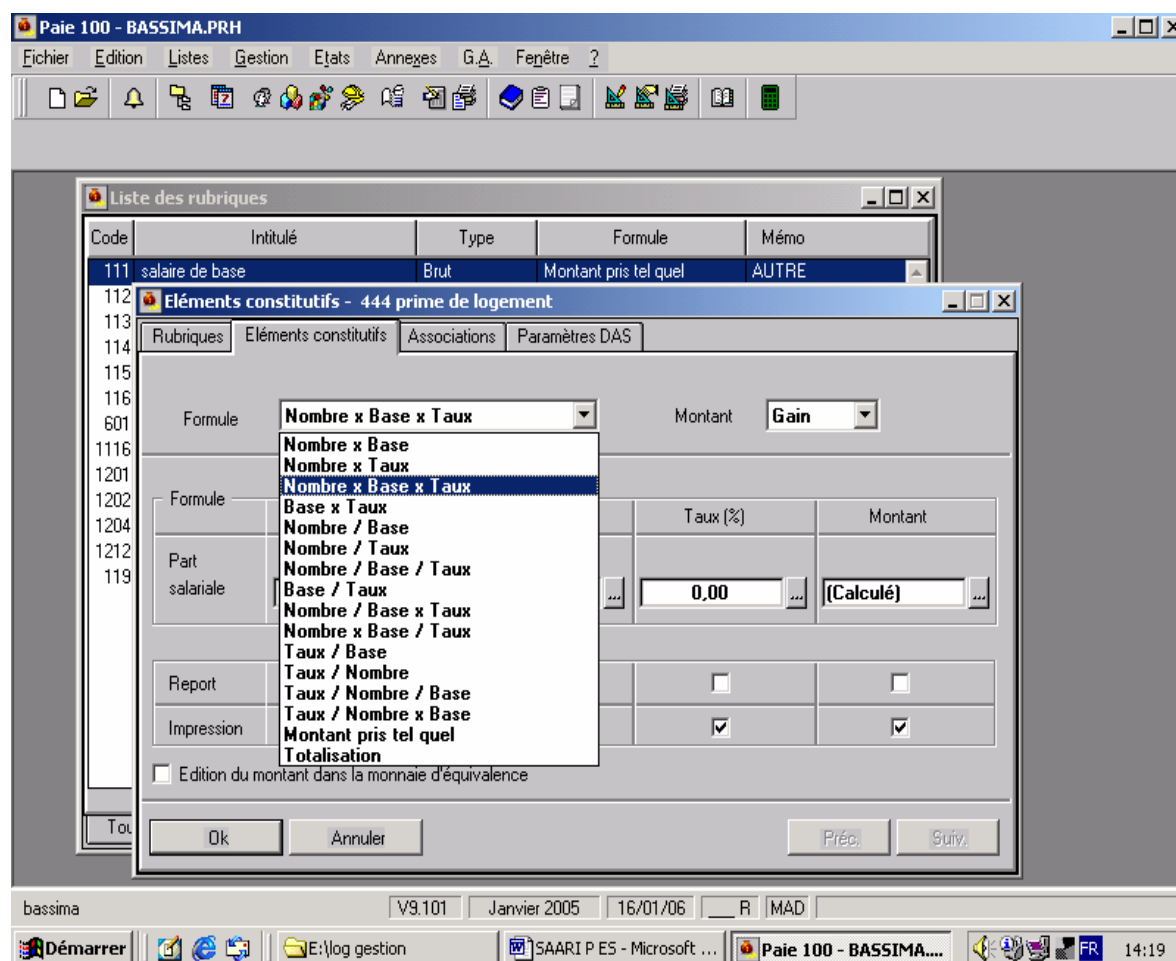 Paie 100 - BASSIMA.PRH
Fichier Edition Listes Gestion Etats Annexes G.A. Fenêtre ?
Liste des rubriques
Code Intitulé Type Formule Mémo
111 salaire de base Brut Montant pris tel quel AUTRE
112
113
114
115
116
601
1116
1201
1202
1204
1212
119
Tou
Eléments constitutifs - 444 prime de logement
Rubriques Eléments constitutifs Associations Paramètres DAS
Formule Nombre x Base x Taux Montant Gain
Nombre x Base
Nombre x Taux
Nombre x Base x Taux
Base x Taux
Nombre / Base
Nombre / Taux
Nombre / Base / Taux
Base / Taux
Nombre / Base x Taux
Nombre x Base / Taux
Taux / Base
Taux / Nombre
Taux / Nombre / Base
Taux / Nombre x Base
Montant pris tel quel
Totalisation
Formule Taux (%) Montant
Part
salariale ... 0,00 ... (Calculé) ...
Report
Impression
Edition du montant dans la monnaie d'équivalence
Ok Annuler Préc. Suiv.
bassima V9.101 Janvier 2005 16/01/06 ___ R MAD
Démarrer E:\log gestion SAARI P ES - Microsoft ... Paie 100 - BASSIMA.... FR 14:19